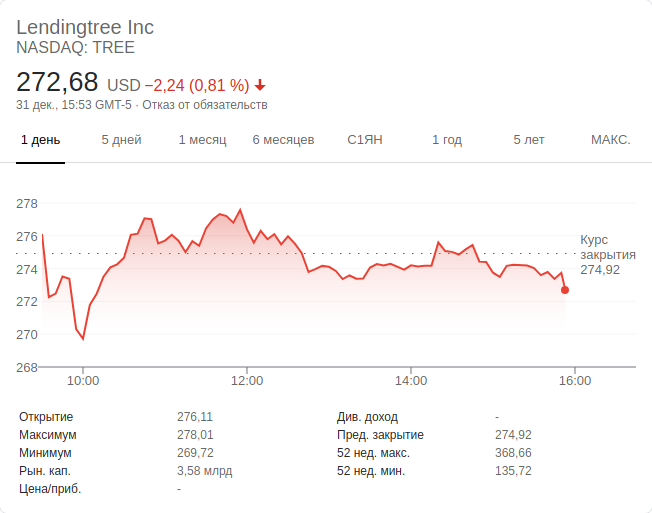 Lendingtree Inc
NASDAQ: TREE
272,68 USD −2,24 (0,81 %)
31 дек., 15:53 GMT-5 · Отказ от обязательств
1 день 5 дней 1 месяц 6 месяцев С1ЯН 1 год 5 лет МАКС.
278
276
274
272
270
268
Курс
закрытия
274,92
10:00 12:00 14:00 16:00
Открытие 276,11 Див. доход -
Максимум 278,01 Пред. закрытие 274,92
Минимум 269,72 52 нед. макс. 368,66
Рын. кап. 3,58 млрд 52 нед. мин. 135,72
Цена/приб. -